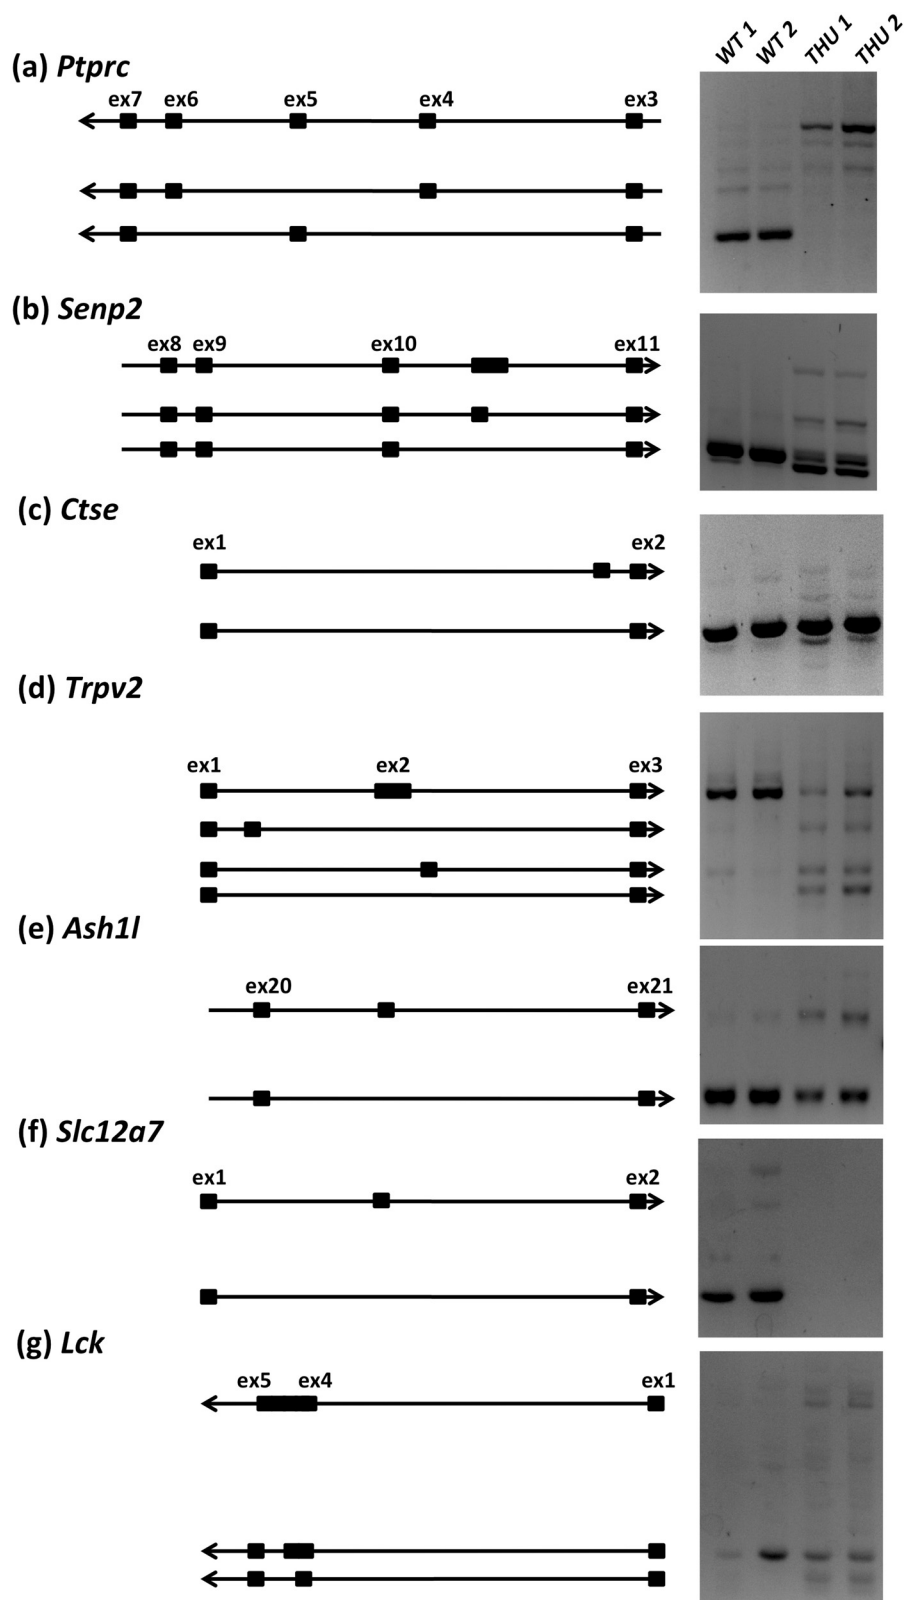 WT 1 WT 2 THU 1 THU 2
(a) Ptprc
ex7 ex6 ex5 ex4 ex3
(b) Senp2
ex8 ex9 ex10 ex11
(c) Ctse
ex1 ex2
(d) Trpv2
ex1 ex2 ex3
(e) Ash1l
ex20 ex21
(f) Slc12a7
ex1 ex2
(g) Lck
ex5 ex4 ex1